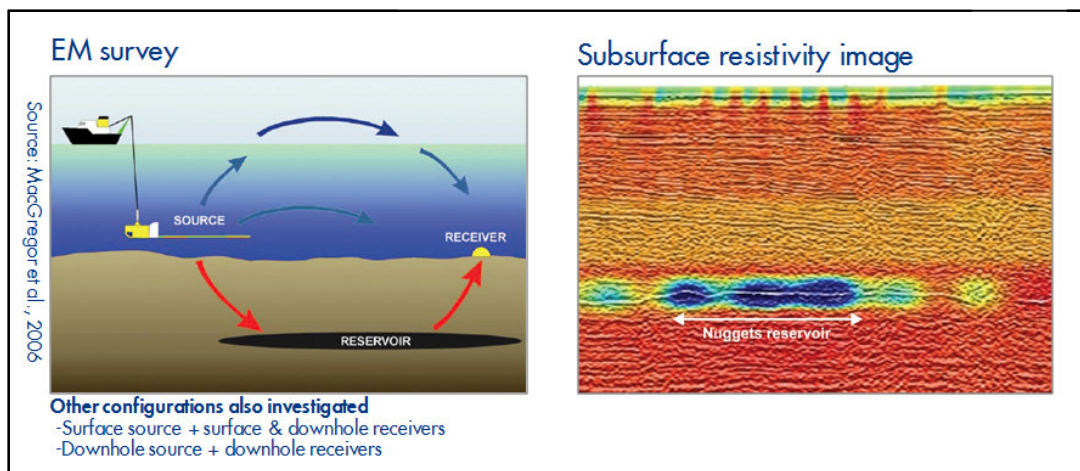 EM survey
Subsurface resistivity image
Source: MacGregor et al., 2006
SOURCE
RECEIVER
RESERVOIR
Nuggets reservoir
Other configurations also investigated
-Surface source + surface & downhole receivers
-Downhole source + downhole receivers